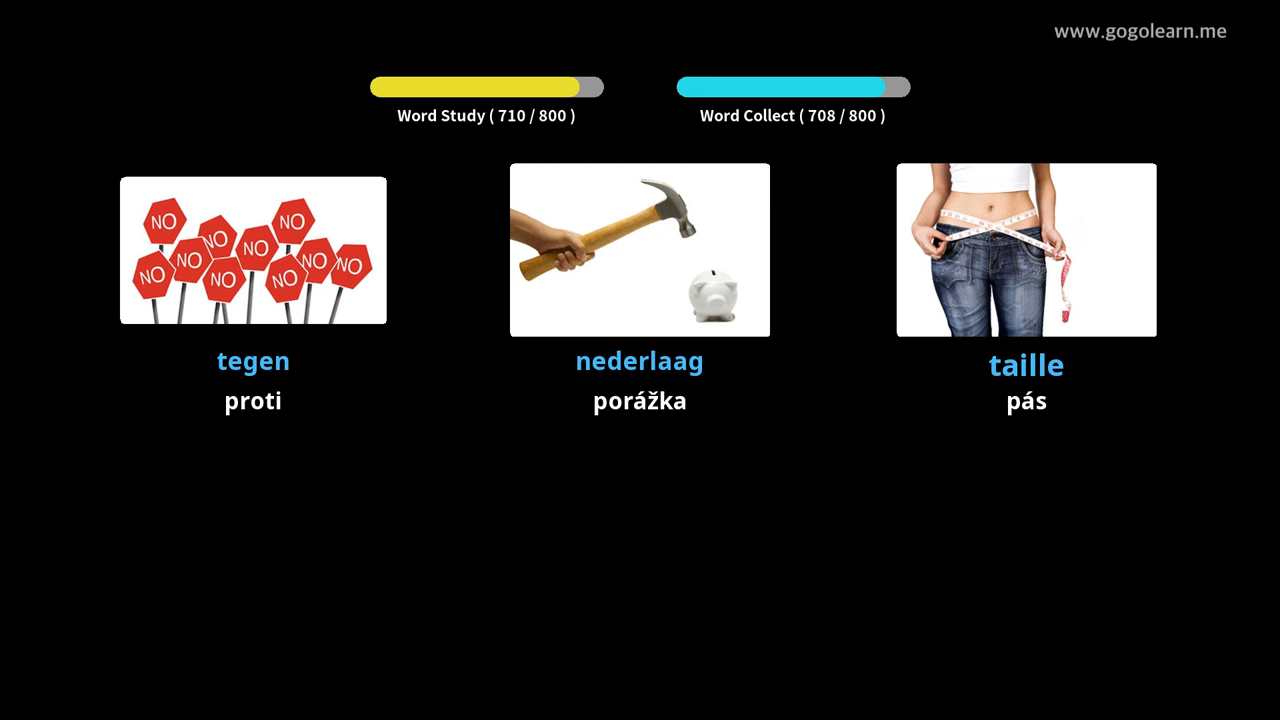 www.gogolearn.me
Word Study ( 710 / 800 )
Word Collect ( 708 / 800 )
NO
NO
NO
NO
NO
NO
NO
NO
NO
NO
tegen
nederlaag
taille
proti
porážka
pás